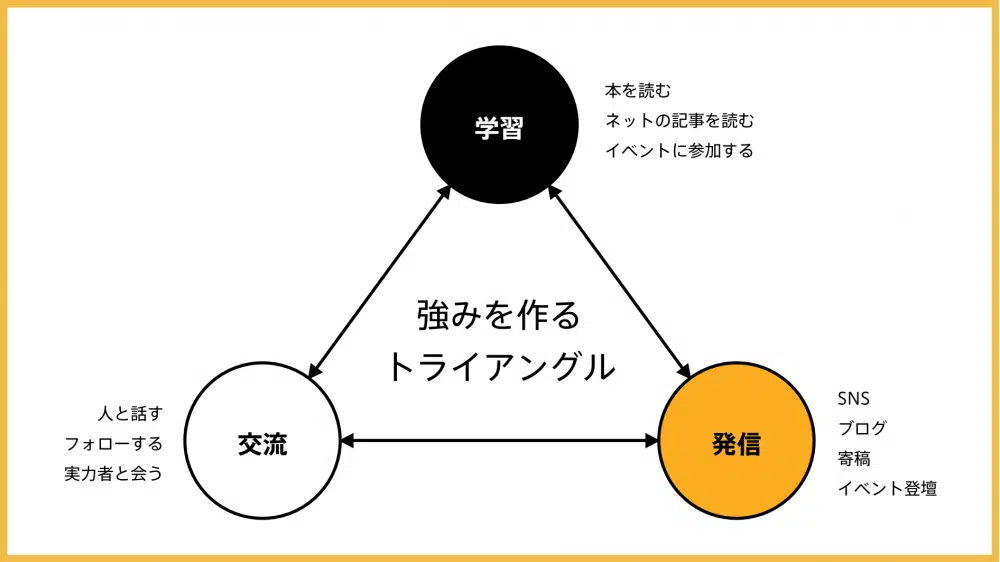 学習
本を読む
ネットの記事を読む
イベントに参加する
強みを作る
トライアングル
人と話す
フォローする
実力者と会う
交流
発信
SNS
ブログ
寄稿
イベント登壇